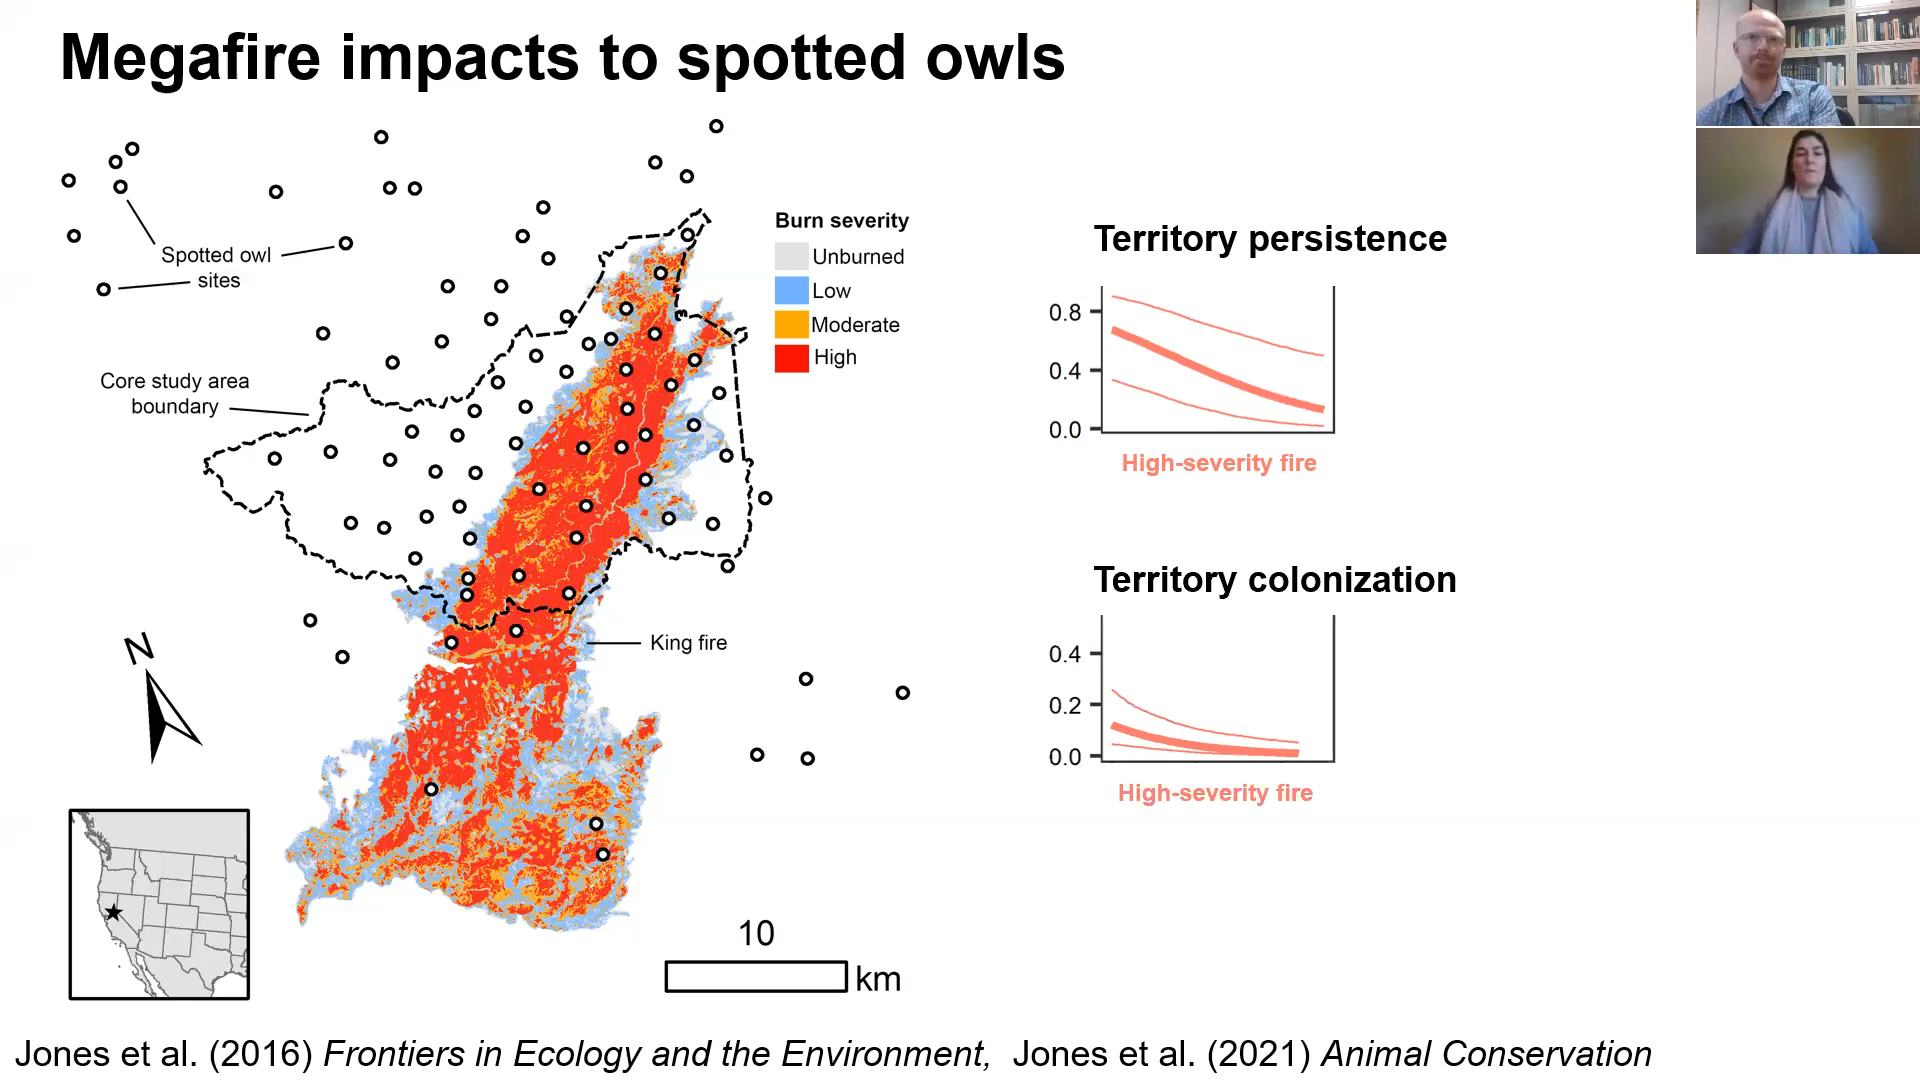 Megafire impacts to spotted owls
Spotted owl
sites
Core study area
boundary
Burn severity
Unburned
Low
Moderate
High
King fire
N
10
km
Territory persistence
0.8
0.4
0.0
High-severity fire
Territory colonization
0.4
0.2
0.0
High-severity fire
Jones et al. (2016) Frontiers in Ecology and the Environment, Jones et al. (2021) Animal Conservation